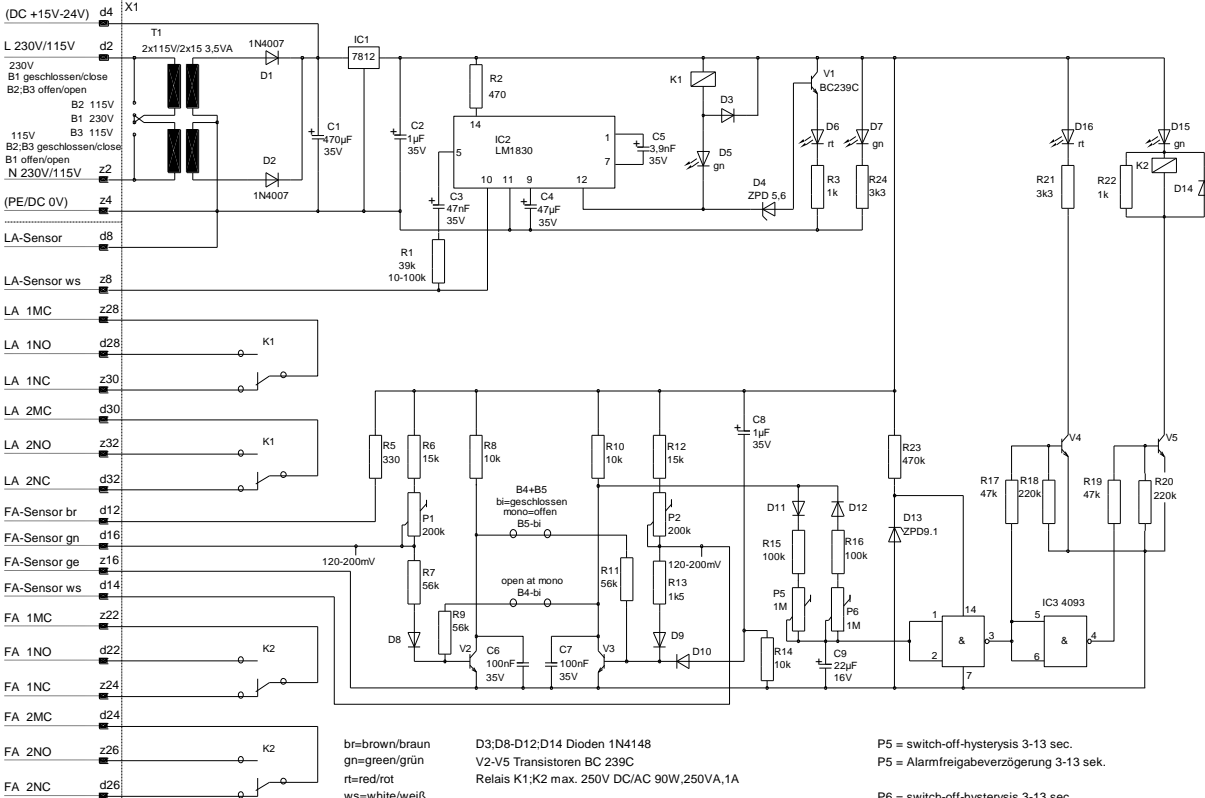 X1
(DC +15V-24V) d4
L 230V/115V d2
230V
B1 geschlossen/close
B2;B3 offen/open
B2 115V
B1 230V
B3 115V
115V
B2;B3 geschlossen/close
B1 offen/open
N 230V/115V z2
(PE/DC 0V) z4
LA-Sensor d8
LA-Sensor ws z8
LA 1MC z28
LA 1NO d28
LA 1NC z30
LA 2MC d30
LA 2NO z32
LA 2NC d32
FA-Sensor br d12
FA-Sensor gn d16
FA-Sensor ge z16
FA-Sensor ws d14
FA 1MC z22
FA 1NO d22
FA 1NC z24
FA 2MC d24
FA 2NO z26
FA 2NC d26
K1
K1
K2
K2
T1
2x115V/2x15 3,5VA
1N4007
D1
D2
1N4007
C1
470µF
35V
IC1
7812
C2
1µF
35V
R2
470
14
IC2
LM1830
5
1
7
10
11
9
12
C5
3,9nF
35V
C3
47nF
35V
C4
47µF
35V
R1
39k
10-100k
K1
D3
D5
gn
D4
ZPD 5,6
V1
BC239C
D6
rt
D7
gn
R3
1k
R24
3k3
D16
rt
D15
gn
R21
3k3
R22
1k
K2
D14
R5
330
R6
15k
R8
10k
R10
10k
R12
15k
C8
1µF
35V
R23
470k
P1
200k
120-200mV
B4+B5
bi=geschlossen
mono=offen
B5-bi
open at mono
B4-bi
P2
200k
120-200mV
R7
56k
R9
56k
R11
56k
R13
1k5
D8
V2
C6
100nF
35V
C7
100nF
35V
V3
D9
D10
R14
10k
D11
D12
R15
100k
R16
100k
P5
1M
P6
1M
C9
22µF
16V
D13
ZPD9.1
R17
47k
R18
220k
V4
R19
47k
R20
220k
V5
1
2
14
&
3
7
IC3 4093
5
6
&
4
br=brown/braun
gn=green/grün
rt=red/rot
ws=white/weiß
D3;D8-D12;D14 Dioden 1N4148
V2-V5 Transistoren BC 239C
Relais K1;K2 max. 250V DC/AC 90W,250VA,1A
P5 = switch-off-hysterysis 3-13 sec.
P5 = Alarmfreigabeverzögerung 3-13 sek.
P6 = switch-off-hysterysis 3-13 sec.